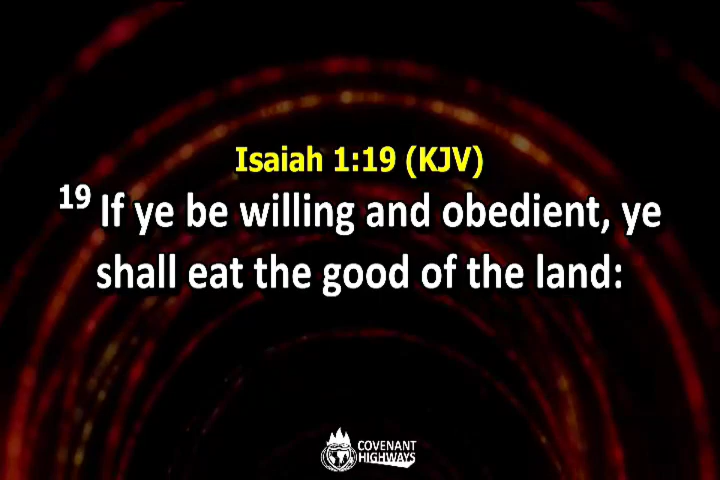 Isaiah 1:19 (KJV)
19 If ye be willing and obedient, ye
shall eat the good of the land:
COVENANT
HIGHWAYS